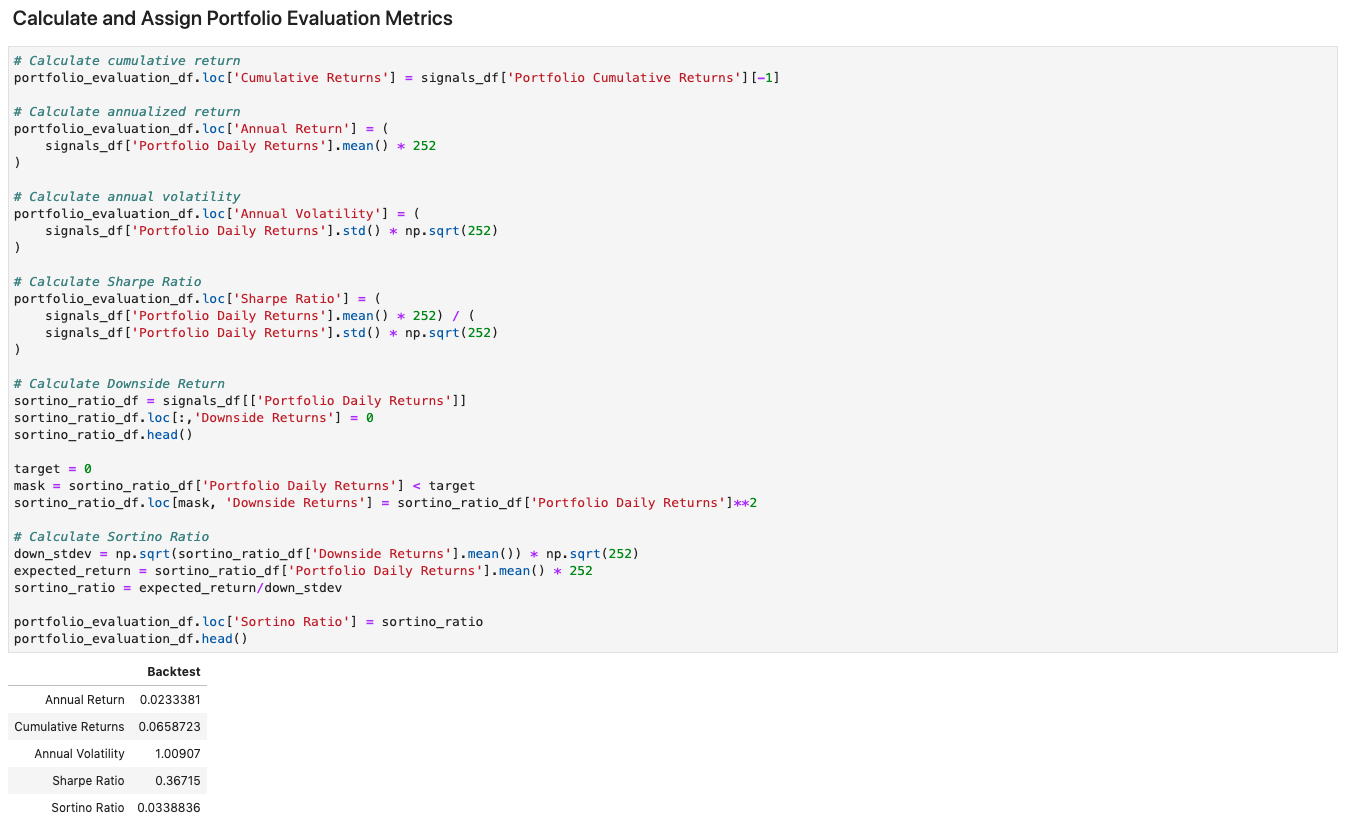 Calculate and Assign Portfolio Evaluation Metrics
# Calculate cumulative return
portfolio_evaluation_df.loc['Cumulative Returns'] = signals_df['Portfolio Cumulative Returns'][-1]
# Calculate annualized return
portfolio_evaluation_df.loc['Annual Return'] = (
    signals_df['Portfolio Daily Returns'].mean() * 252
)
# Calculate annual volatility
portfolio_evaluation_df.loc['Annual Volatility'] = (
    signals_df['Portfolio Daily Returns'].std() * np.sqrt(252)
)
# Calculate Sharpe Ratio
portfolio_evaluation_df.loc['Sharpe Ratio'] = (
    signals_df['Portfolio Daily Returns'].mean() * 252) / (
    signals_df['Portfolio Daily Returns'].std() * np.sqrt(252)
)
# Calculate Downside Return
sortino_ratio_df = signals_df[['Portfolio Daily Returns']]
sortino_ratio_df.loc[:,'Downside Returns'] = 0
sortino_ratio_df.head()
target = 0
mask = sortino_ratio_df['Portfolio Daily Returns'] < target
sortino_ratio_df.loc[mask, 'Downside Returns'] = sortino_ratio_df['Portfolio Daily Returns']**2
# Calculate Sortino Ratio
down_stdev = np.sqrt(sortino_ratio_df['Downside Returns'].mean()) * np.sqrt(252)
expected_return = sortino_ratio_df['Portfolio Daily Returns'].mean() * 252
sortino_ratio = expected_return/down_stdev
portfolio_evaluation_df.loc['Sortino Ratio'] = sortino_ratio
portfolio_evaluation_df.head()
Backtest
Annual Return 0.0233381
Cumulative Returns 0.0658723
Annual Volatility 1.00907
Sharpe Ratio 0.36715
Sortino Ratio 0.0338836